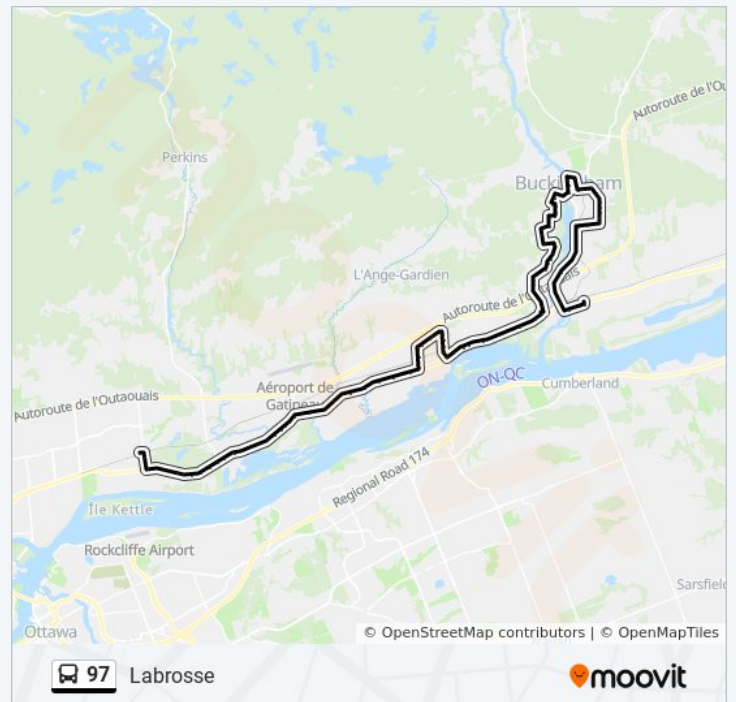 Autoroute de l'Ou
Perkins
Buckingham
L'Ange-Gardien
Autoroute de l'Outaouais
ON-QC
Cumberland
Aéroport de
Gatineau
Autoroute de l'Outaouais
Regional Road 174
Île Kettle
Rockcliffe Airport
Sarsfield
Ottawa
© OpenStreetMap contributors | © OpenMapTiles
97 Labrosse
moovit